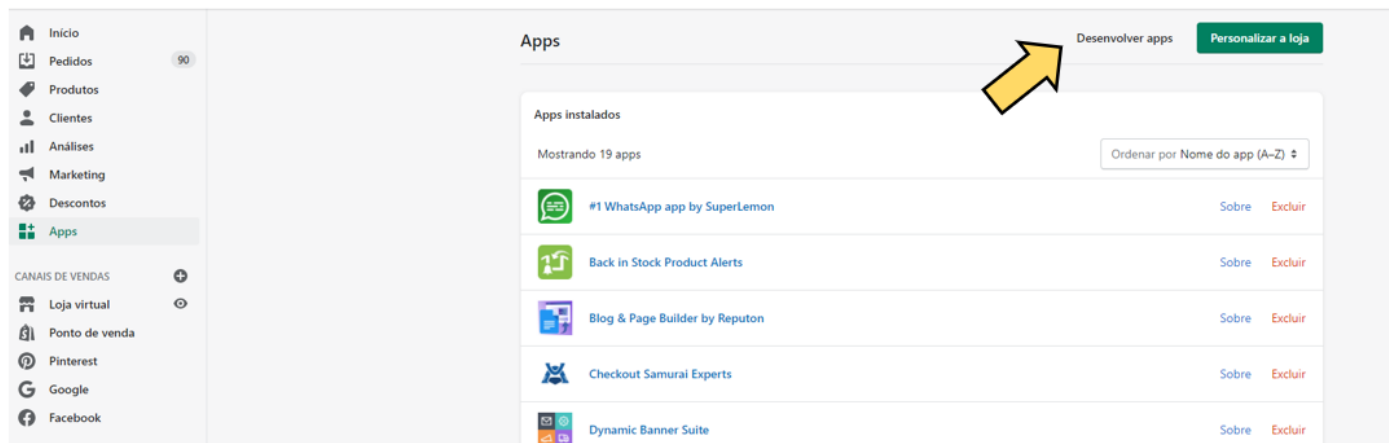 Início
Pedidos 90
Produtos
Clientes
Análises
Marketing
Descontos
Apps
CANAIS DE VENDAS
Loja virtual
Ponto de venda
Pinterest
Google
Facebook
Apps
Desenvolver apps
Personalizar a loja
Apps instalados
Mostrando 19 apps
Ordenar por Nome do app (A–Z)
#1 WhatsApp app by SuperLemon Sobre Excluir
Back in Stock Product Alerts Sobre Excluir
Blog & Page Builder by Reputon Sobre Excluir
Checkout Samurai Experts Sobre Excluir
Dynamic Banner Suite Sobre Excluir